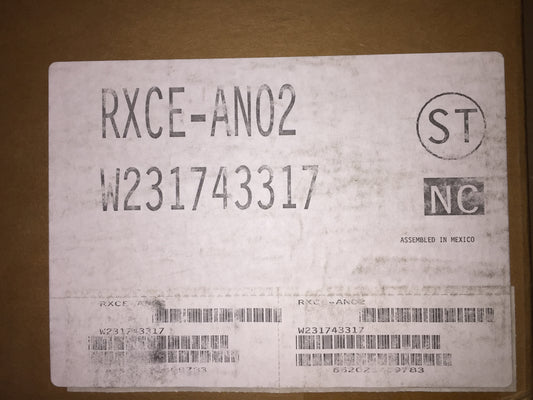 RXCE-AN02
ST
W231743317
NC
ASSEMBLED IN MEXICO
RXCE-AN02
W231743317
RXCE-AN02
W231743317